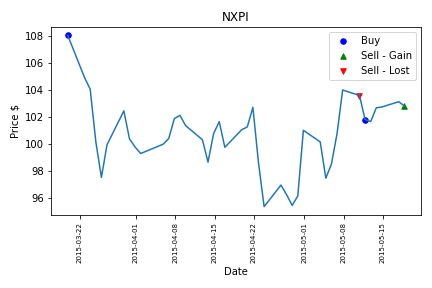 NXPI
Buy
Sell - Gain
Sell - Lost
108
106
104
102
100
98
96
Price $
2015-03-22
2015-04-01
2015-04-08
2015-04-15
2015-04-22
2015-05-01
2015-05-08
2015-05-15
Date